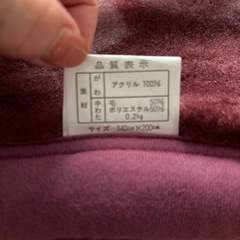 品質表示
素材 がわ アクリル 100%
中わた 毛 50%
ポリエステル50%
0.2kg
サイズ 140cm×200cm